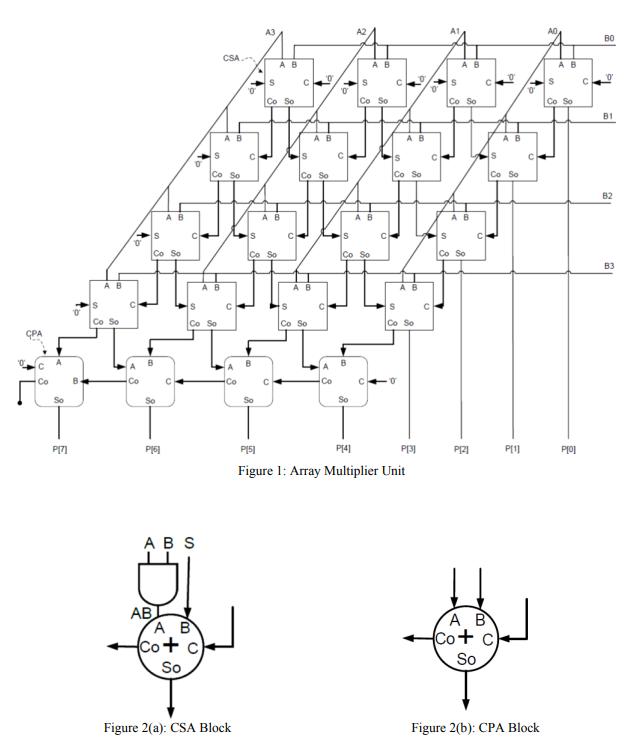 A3 A2 A1 A0
B0
CSA
A B A B A B A B
'0' S C '0' '0' S C '0' '0' S C '0' '0' S C '0'
Co So Co So Co So Co So
B1
A B A B A B A B
'0' S C S C S C S C
Co So Co So Co So Co So
B2
A B A B A B A B
'0' S C S C S C S C
Co So Co So Co So Co So
B3
A B A B A B A B
'0' S C S C S C S C
Co So Co So Co So Co So
CPA
'0' C A A B A B A B
Co B Co C Co C Co C '0'
So So So So
P[7] P[6] P[5] P[4] P[3] P[2] P[1] P[0]
Figure 1: Array Multiplier Unit
A B S
AB
A B A B
Co + C Co + C
So So
Figure 2(a): CSA Block Figure 2(b): CPA Block